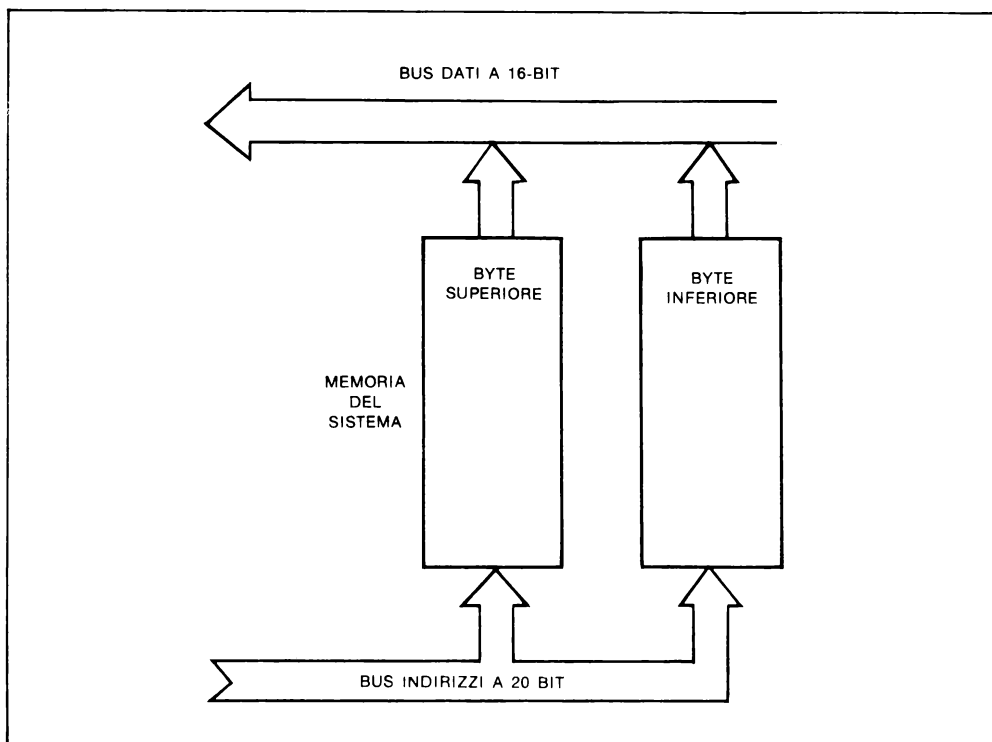 BUS DATI A 16-BIT
BYTE
SUPERIORE
BYTE
INFERIORE
MEMORIA
DEL
SISTEMA
BUS INDIRIZZI A 20 BIT